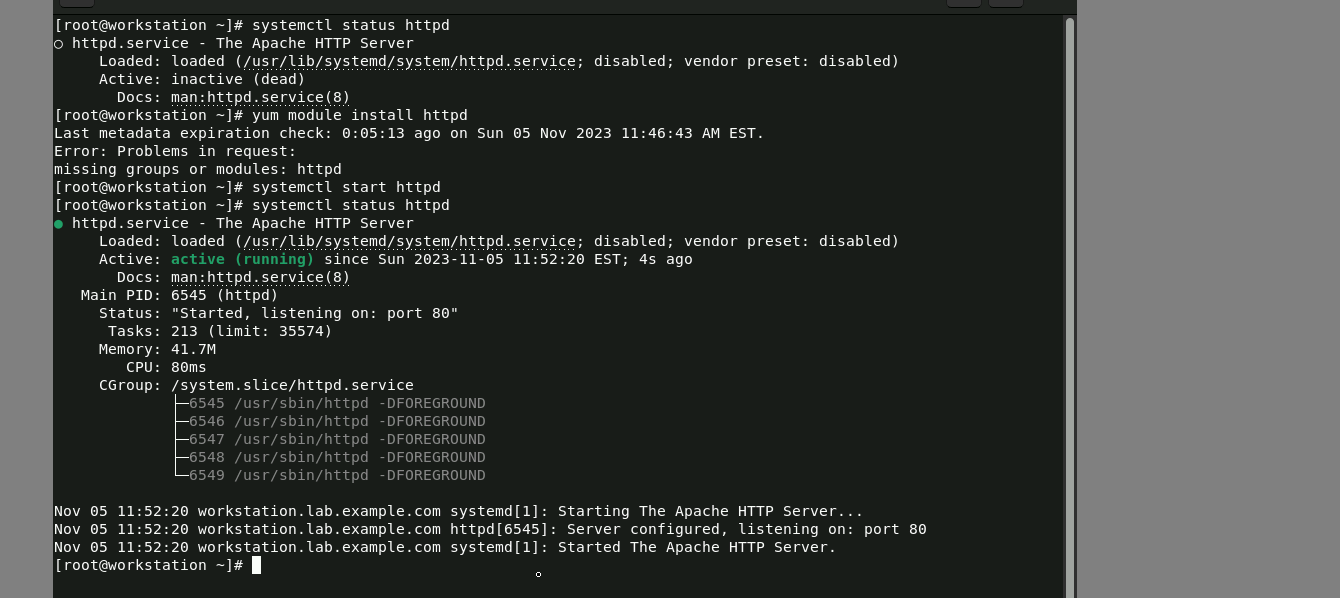 [root@workstation ~]# systemctl status httpd
○ httpd.service - The Apache HTTP Server
     Loaded: loaded (/usr/lib/systemd/system/httpd.service; disabled; vendor preset: disabled)
     Active: inactive (dead)
       Docs: man:httpd.service(8)
[root@workstation ~]# yum module install httpd
Last metadata expiration check: 0:05:13 ago on Sun 05 Nov 2023 11:46:43 AM EST.
Error: Problems in request:
missing groups or modules: httpd
[root@workstation ~]# systemctl start httpd
[root@workstation ~]# systemctl status httpd
● httpd.service - The Apache HTTP Server
     Loaded: loaded (/usr/lib/systemd/system/httpd.service; disabled; vendor preset: disabled)
     Active: active (running) since Sun 2023-11-05 11:52:20 EST; 4s ago
       Docs: man:httpd.service(8)
   Main PID: 6545 (httpd)
     Status: "Started, listening on: port 80"
      Tasks: 213 (limit: 35574)
     Memory: 41.7M
        CPU: 80ms
     CGroup: /system.slice/httpd.service
             ├─6545 /usr/sbin/httpd -DFOREGROUND
             ├─6546 /usr/sbin/httpd -DFOREGROUND
             ├─6547 /usr/sbin/httpd -DFOREGROUND
             ├─6548 /usr/sbin/httpd -DFOREGROUND
             └─6549 /usr/sbin/httpd -DFOREGROUND

Nov 05 11:52:20 workstation.lab.example.com systemd[1]: Starting The Apache HTTP Server...
Nov 05 11:52:20 workstation.lab.example.com httpd[6545]: Server configured, listening on: port 80
Nov 05 11:52:20 workstation.lab.example.com systemd[1]: Started The Apache HTTP Server.
[root@workstation ~]#